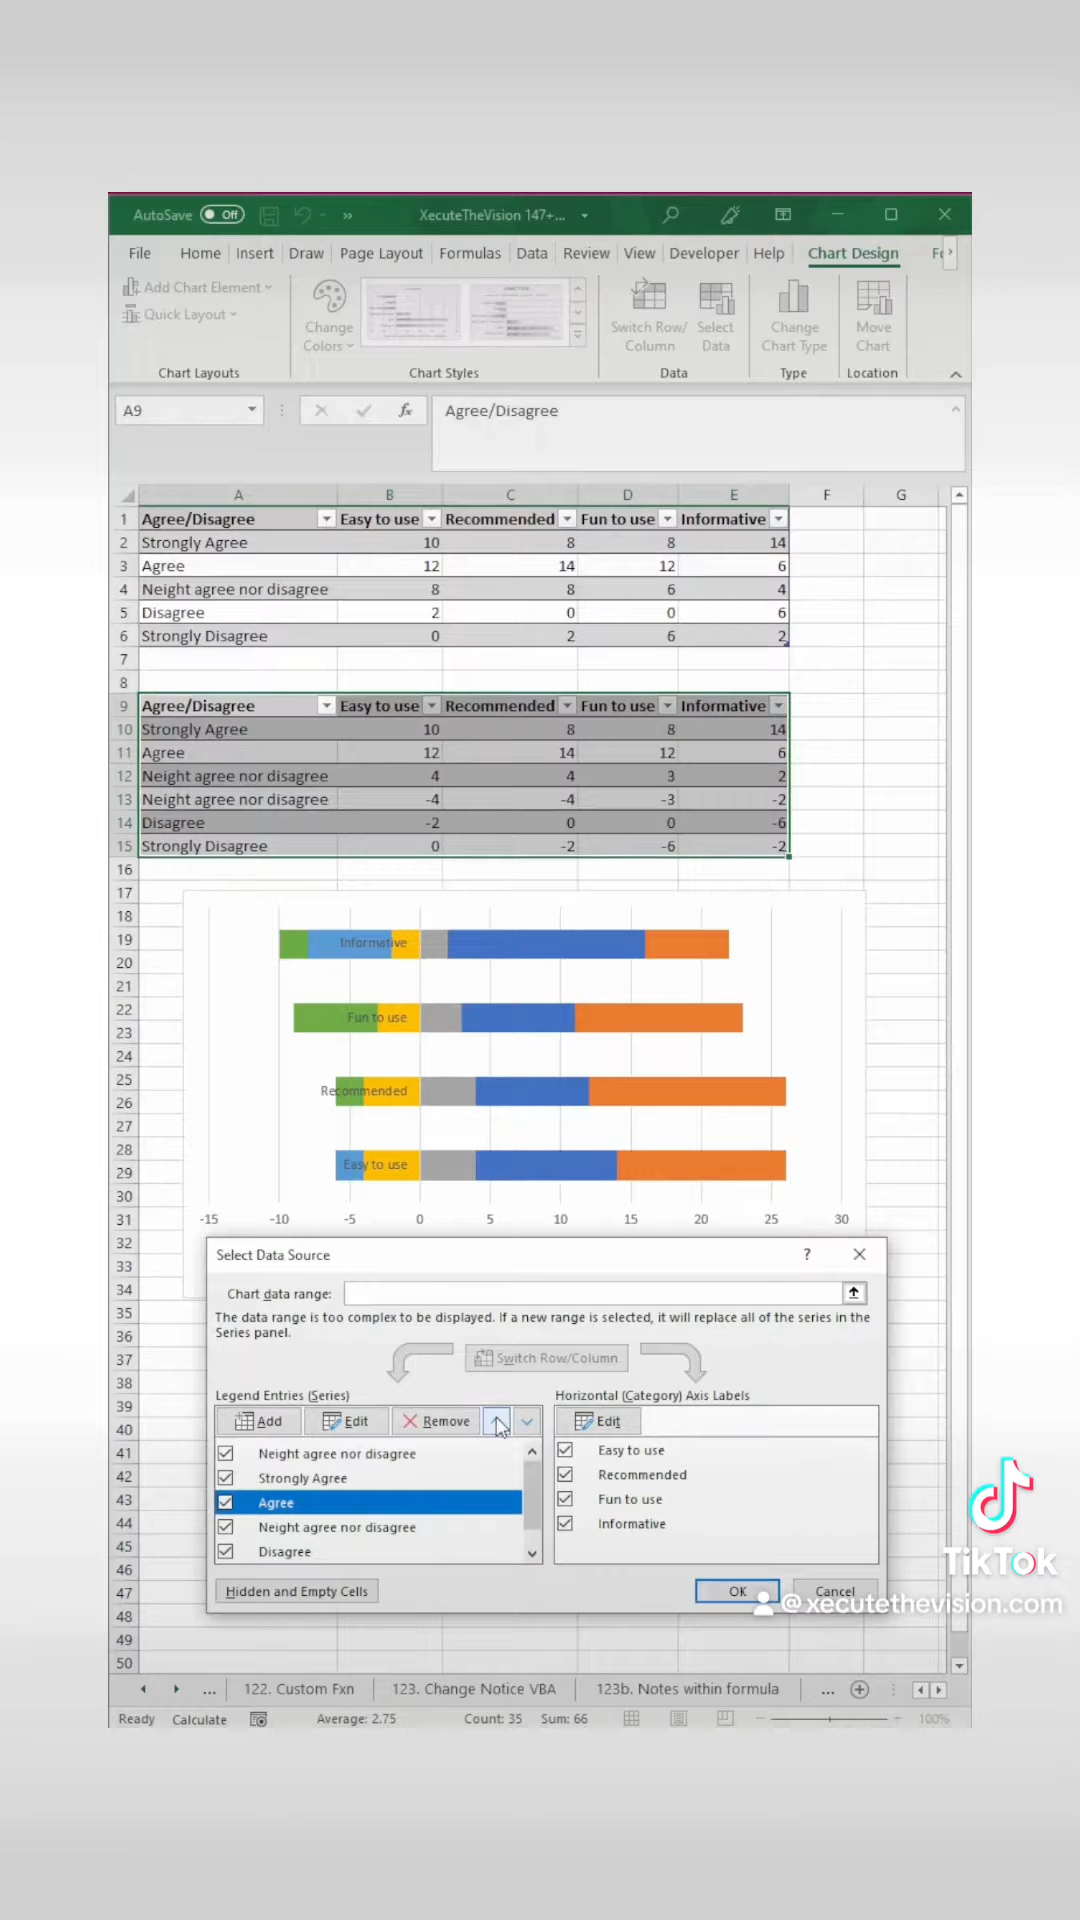 AutoSave Off XecuteTheVision 147+...
File Home Insert Draw Page Layout Formulas Data Review View Developer Help Chart Design
Add Chart Element
Quick Layout
Change
Colors
Switch Row/
Column
Select
Data
Change
Chart Type
Move
Chart
Chart Layouts Chart Styles Data Type Location
A9 fx Agree/Disagree
A B C D E F G
1 Agree/Disagree Easy to use Recommended Fun to use Informative
2 Strongly Agree 10 8 8 14
3 Agree 12 14 12 6
4 Neight agree nor disagree 8 8 6 4
5 Disagree 2 0 0 6
6 Strongly Disagree 0 2 6 2
7
8
9 Agree/Disagree Easy to use Recommended Fun to use Informative
10 Strongly Agree 10 8 8 14
11 Agree 12 14 12 6
12 Neight agree nor disagree 4 4 3 2
13 Neight agree nor disagree -4 -4 -3 -2
14 Disagree -2 0 0 -6
15 Strongly Disagree 0 -2 -6 -2
16
17
18
19 Informative
20
21
22 Fun to use
23
24
25 Recommended
26
27
28
29 Easy to use
30
31 -15 -10 -5 0 5 10 15 20 25 30
32
33 Select Data Source ?
34 Chart data range:
35 The data range is too complex to be displayed. If a new range is selected, it will replace all of the series in the
36 Series panel.
37 Switch Row/Column
38
39 Legend Entries (Series) Horizontal (Category) Axis Labels
40 Add Edit Remove Edit
41 Neight agree nor disagree Easy to use
42 Strongly Agree Recommended
43 Agree Fun to use
44 Neight agree nor disagree Informative
45 Disagree
46
47 Hidden and Empty Cells OK Cancel
48
49
50
TikTok
@xecutethevision.com
... 122. Custom Fxn 123. Change Notice VBA 123b. Notes within formula ...
Ready Calculate Average: 2.75 Count: 35 Sum: 66 100%